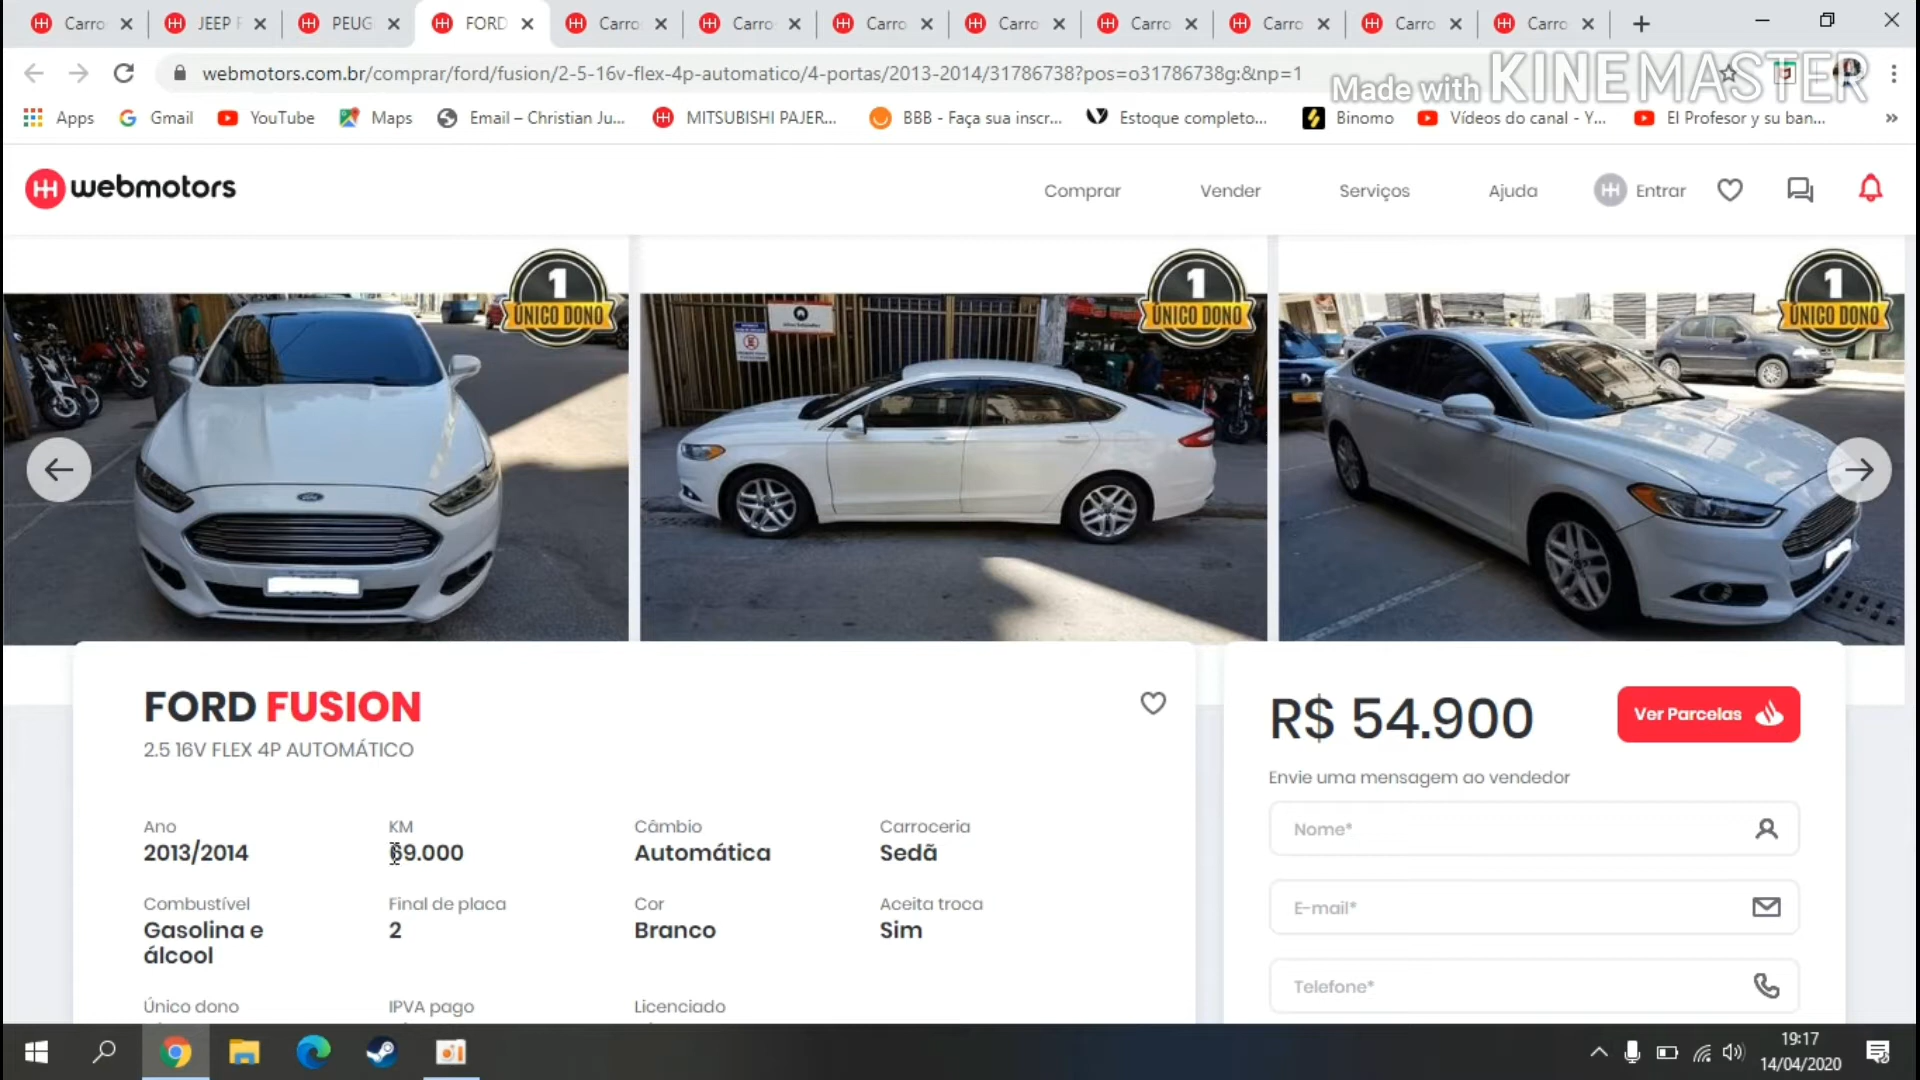 Carro
JEEP
PEUG
FORD
Carro
Carro
Carro
Carro
Carro
Carro
Carro
Carro
webmotors.com.br/comprar/ford/fusion/2-5-16v-flex-4p-automatico/4-portas/2013-2014/31786738?pos=o31786738g:&np=1
Made with KINEMASTER
Apps
Gmail
YouTube
Maps
Email – Christian Ju...
MITSUBISHI PAJER...
BBB - Faça sua inscr...
Estoque completo...
Binomo
Vídeos do canal - Y...
El Profesor y su ban...
webmotors
Comprar
Vender
Serviços
Ajuda
Entrar
1
ÚNICO DONO
1
ÚNICO DONO
1
ÚNICO DONO
FORD FUSION
2.5 16V FLEX 4P AUTOMÁTICO
R$ 54.900
Ver Parcelas
Envie uma mensagem ao vendedor
Nome*
E-mail*
Telefone*
Ano
2013/2014
KM
69.000
Câmbio
Automática
Carroceria
Sedã
Combustível
Gasolina e
álcool
Final de placa
2
Cor
Branco
Aceita troca
Sim
Único dono
IPVA pago
Licenciado
19:17
14/04/2020